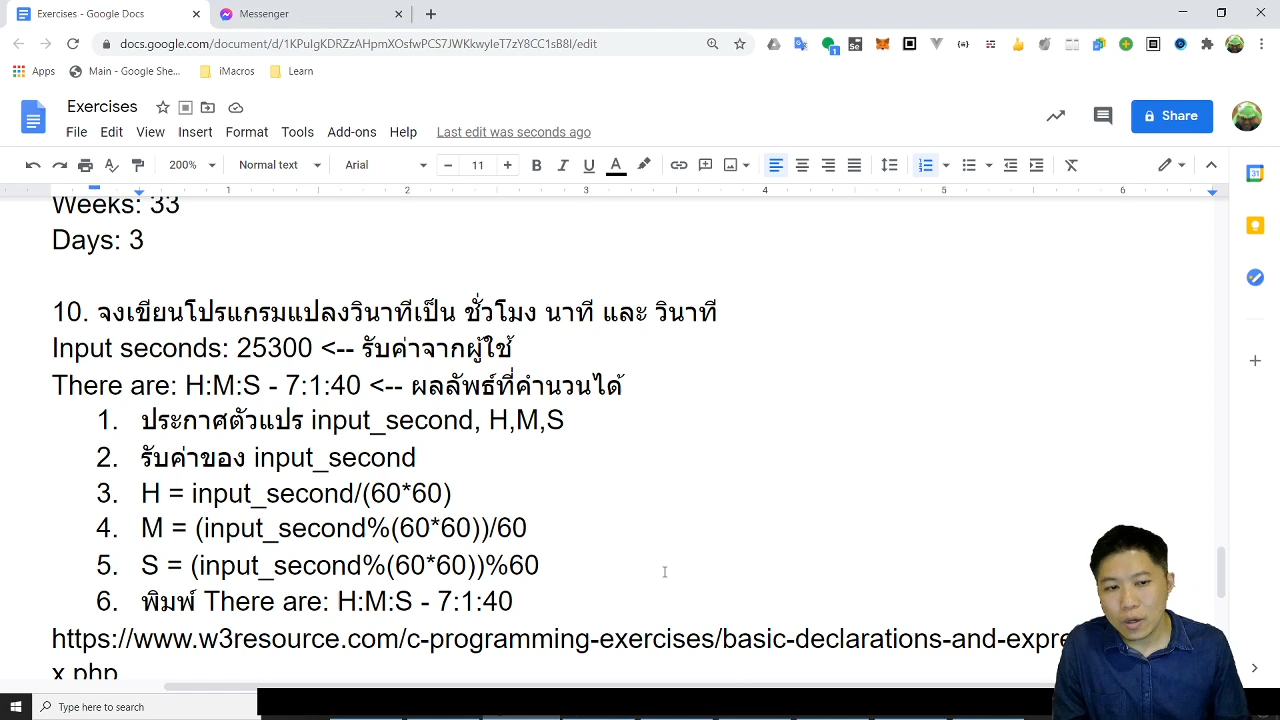 Exercises - Google Docs
Messenger
Apps
Main - Google She...
iMacros
Learn
Exercises
File Edit View Insert Format Tools Add-ons Help Last edit was seconds ago
Share
200% Normal text Arial 11
1 2 3 4 5 6
Weeks: 33
Days: 3
10. จงเขียนโปรแกรมแปลงวินาทีเป็น ชั่วโมง นาที และ วินาที
Input seconds: 25300 <-- รับค่าจากผู้ใช้
There are: H:M:S - 7:1:40 <-- ผลลัพธ์ที่คำนวนได้
1. ประกาศตัวแปร input_second, H,M,S
2. รับค่าของ input_second
3. H = input_second/(60*60)
4. M = (input_second%(60*60))/60
5. S = (input_second%(60*60))%60
6. พิมพ์ There are: H:M:S - 7:1:40
https://www.w3resource.com/c-programming-exercises/basic-declarations-and-expre
x.php
Type here to search